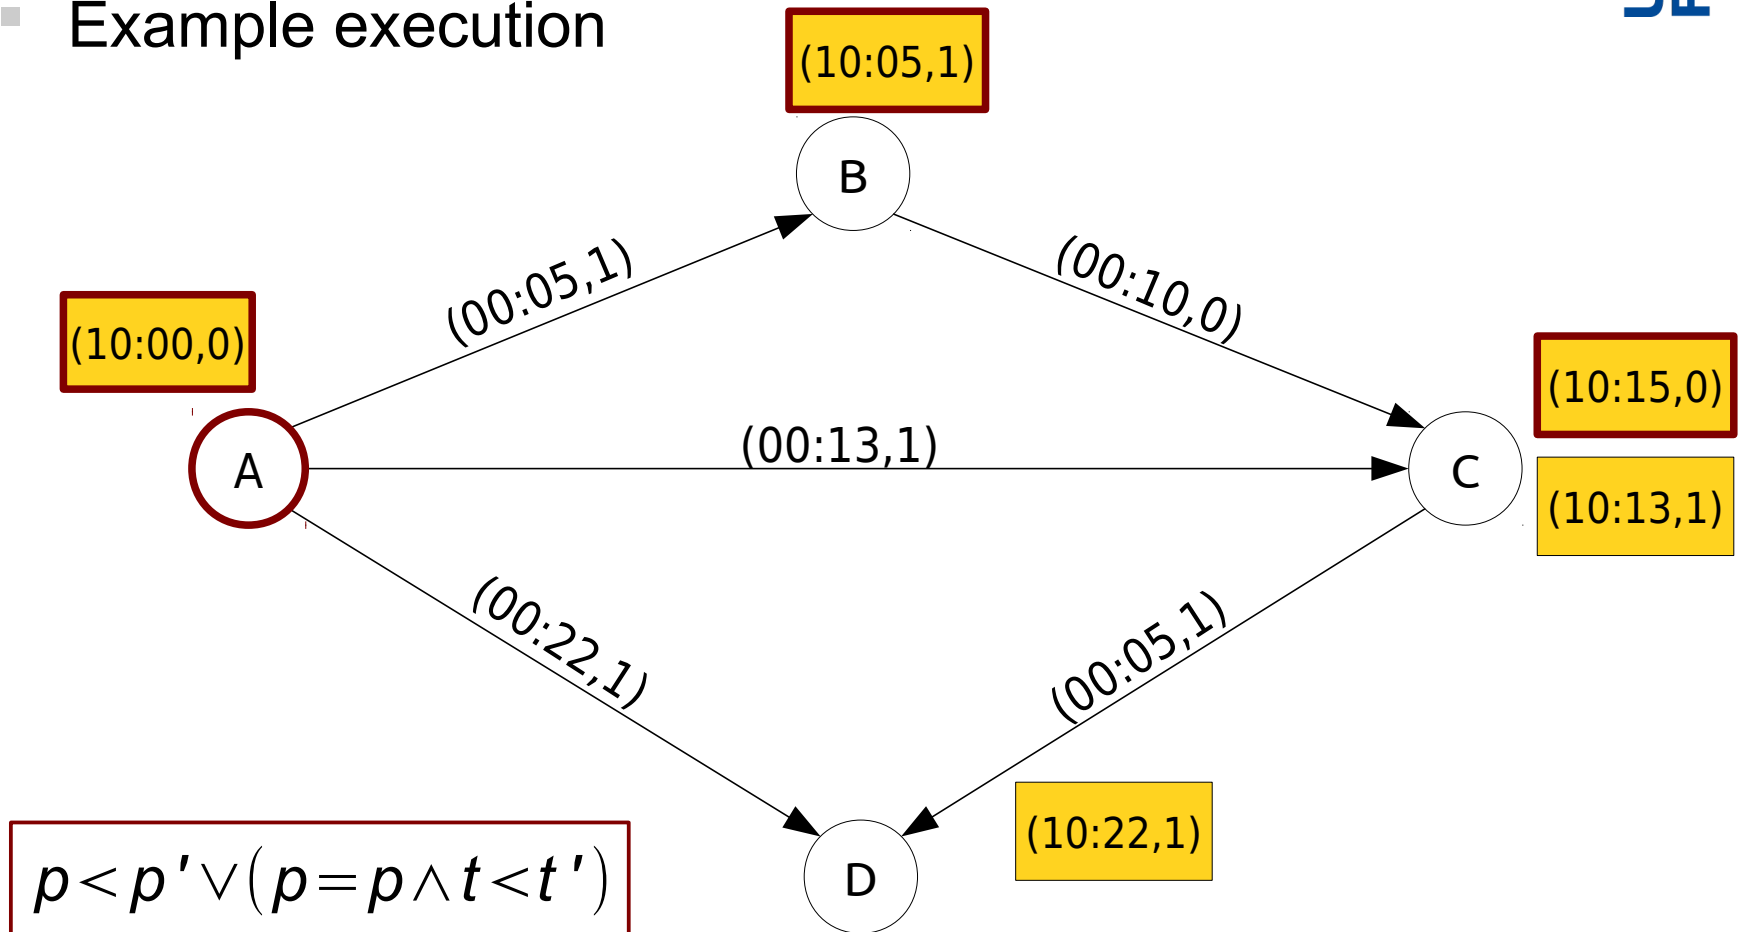 Example execution
(10:05,1)
B
(00:05,1)
(00:10,0)
(10:00,0)
(10:15,0)
A
(00:13,1)
C
(10:13,1)
(00:22,1)
(00:05,1)
(10:22,1)
D
p<p'∨(p=p∧t<t')